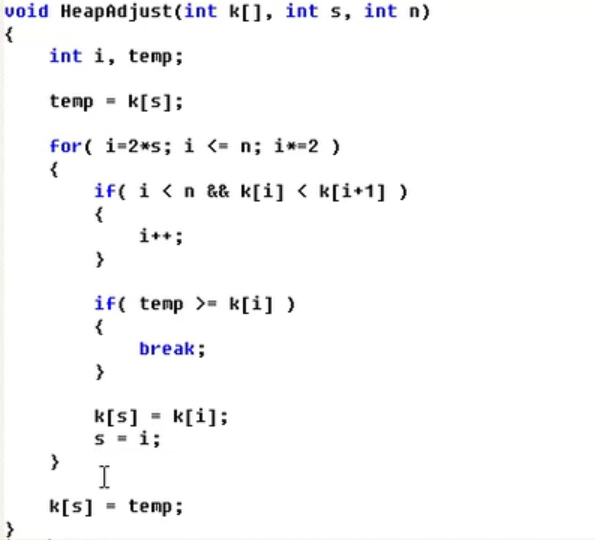 void HeapAdjust(int k[], int s, int n)
{
    int i, temp;

    temp = k[s];

    for( i=2*s; i <= n; i*=2 )
    {
        if( i < n && k[i] < k[i+1] )
        {
            i++;
        }

        if( temp >= k[i] )
        {
            break;
        }

        k[s] = k[i];
        s = i;
    }

    k[s] = temp;
}